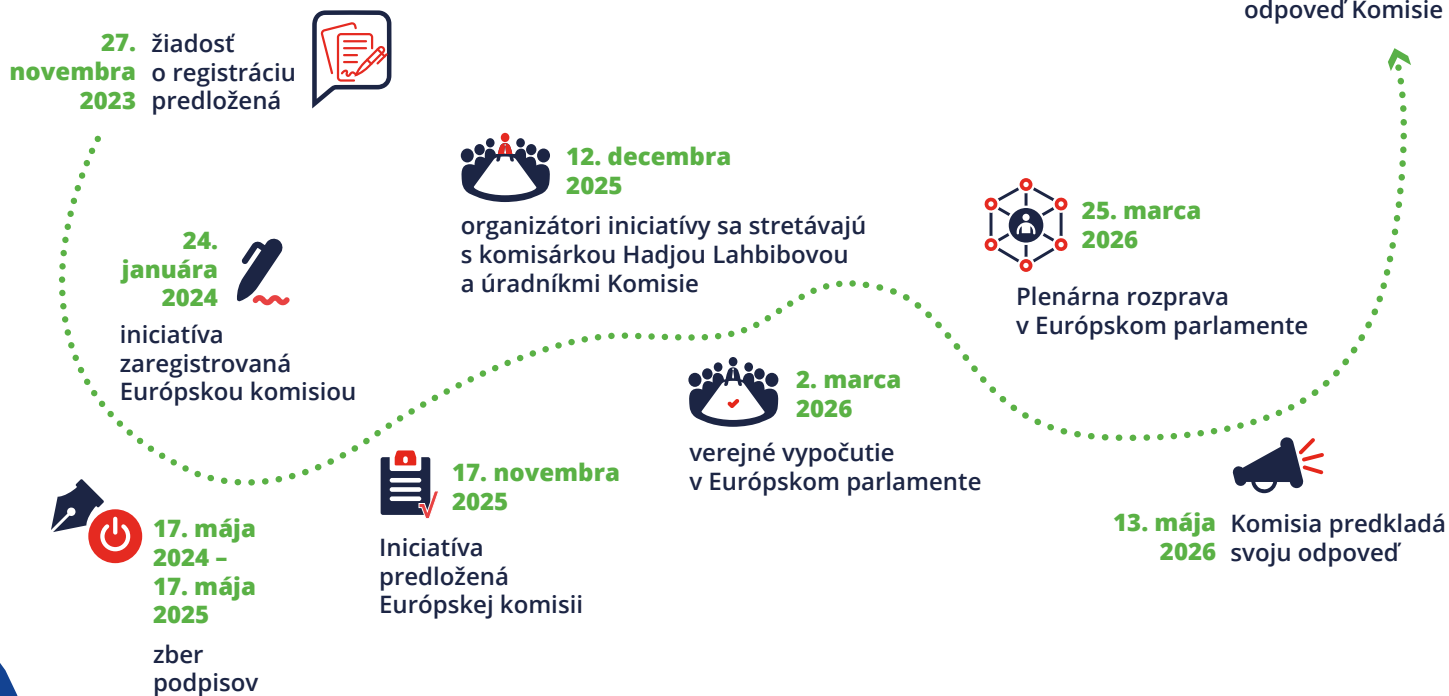 odpoveď Komisie
27. žiadosť
novembra o registráciu
2023 predložená
24.
januára
2024
iniciatíva
zaregistrovaná
Európskou komisiou
17. mája
2024 –
17. mája
2025
zber
podpisov
17. novembra
2025
Iniciatíva
predložená
Európskej komisii
12. decembra
2025
organizátori iniciatívy sa stretávajú
s komisárkou Hadjou Lahbibovou
a úradníkmi Komisie
2. marca
2026
verejné vypočutie
v Európskom parlamente
25. marca
2026
Plenárna rozprava
v Európskom parlamente
13. mája Komisia predkladá
2026 svoju odpoveď